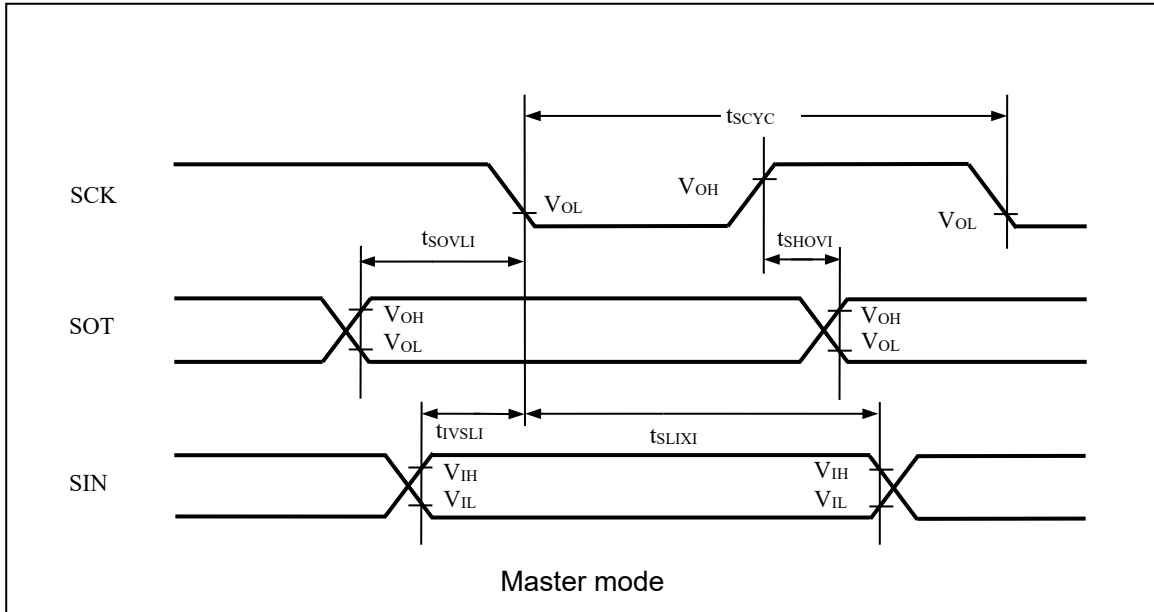 tSCYC
SCK
VOL
VOH
VOL
tSOVLI
tSHOVI
SOT
VOH
VOL
VOH
VOL
tIVSLI
tSLIXI
SIN
VIH
VIL
VIH
VIL
Master mode